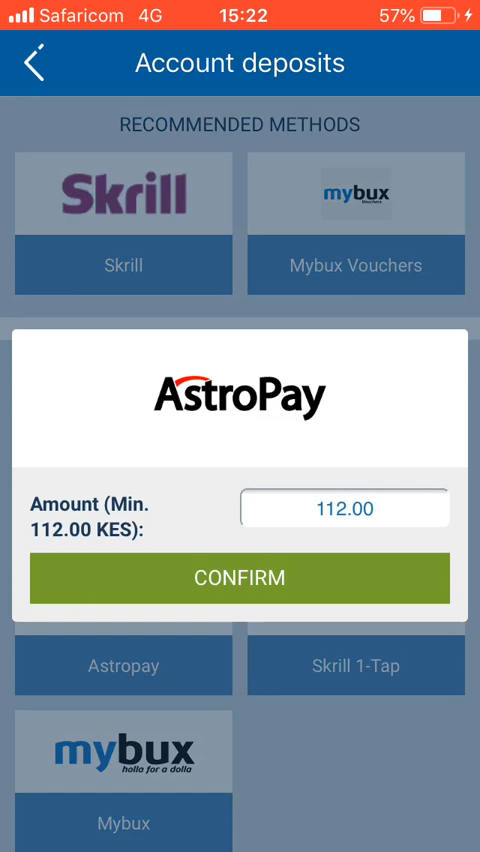 Safaricom 4G 15:22 57%
Account deposits
RECOMMENDED METHODS
Skrill
mybux
Vouchers
Skrill
Mybux Vouchers
AstroPay
Amount (Min.
112.00 KES):
112.00
CONFIRM
Astropay
Skrill 1-Tap
mybux
holla for a dolla
Mybux